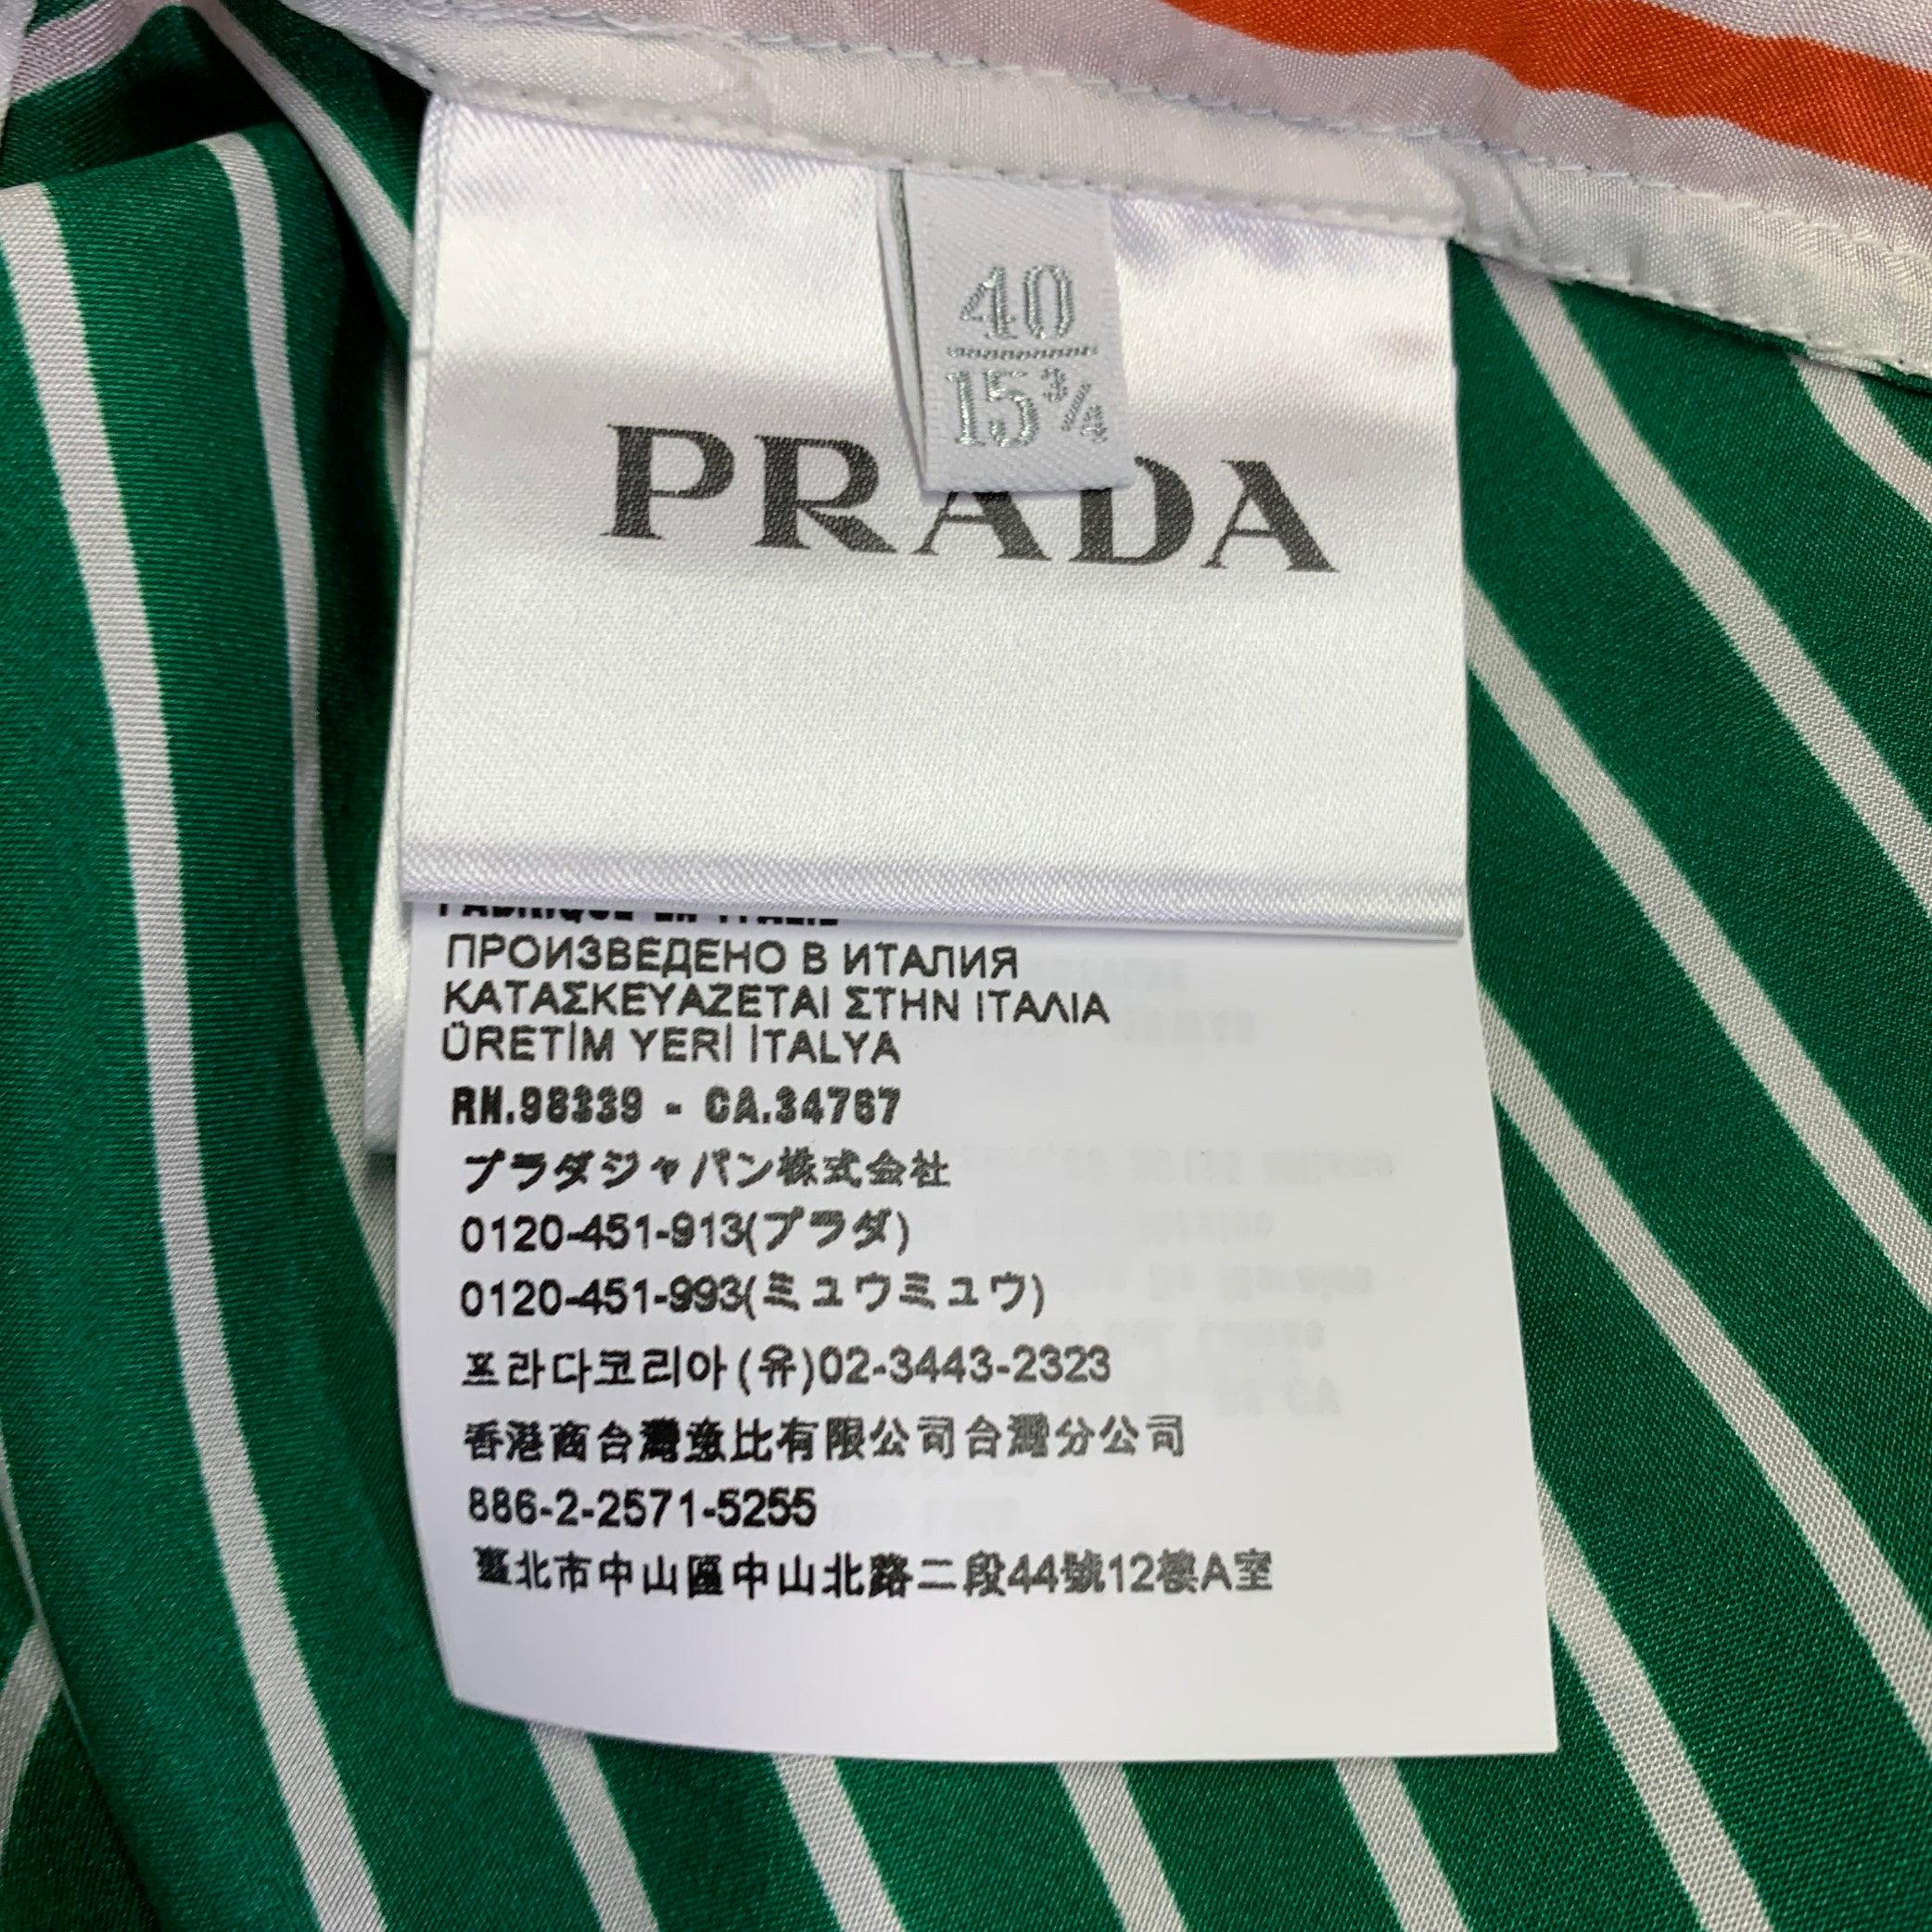 40
15¾
PRADA
FABRIQUE EN ITALIE
ПРОИЗВЕДЕНО В ИТАЛИЯ
ΚΑΤΑΣΚΕΥΑΖΕΤΑΙ ΣΤΗΝ ΙΤΑΛΙΑ
ÜRETİM YERİ İTALYA
RN.98339 - CA.34767
プラダジャパン株式会社
0120-451-913(プラダ)
0120-451-993(ミュウミュウ)
프라다코리아(유)02-3443-2323
香港商台灣意比有限公司台灣分公司
886-2-2571-5255
臺北市中山區中山北路二段44號12樓A室